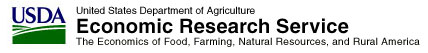 USDA
United States Department of Agriculture
Economic Research Service
The Economics of Food, Farming, Natural Resources, and Rural America